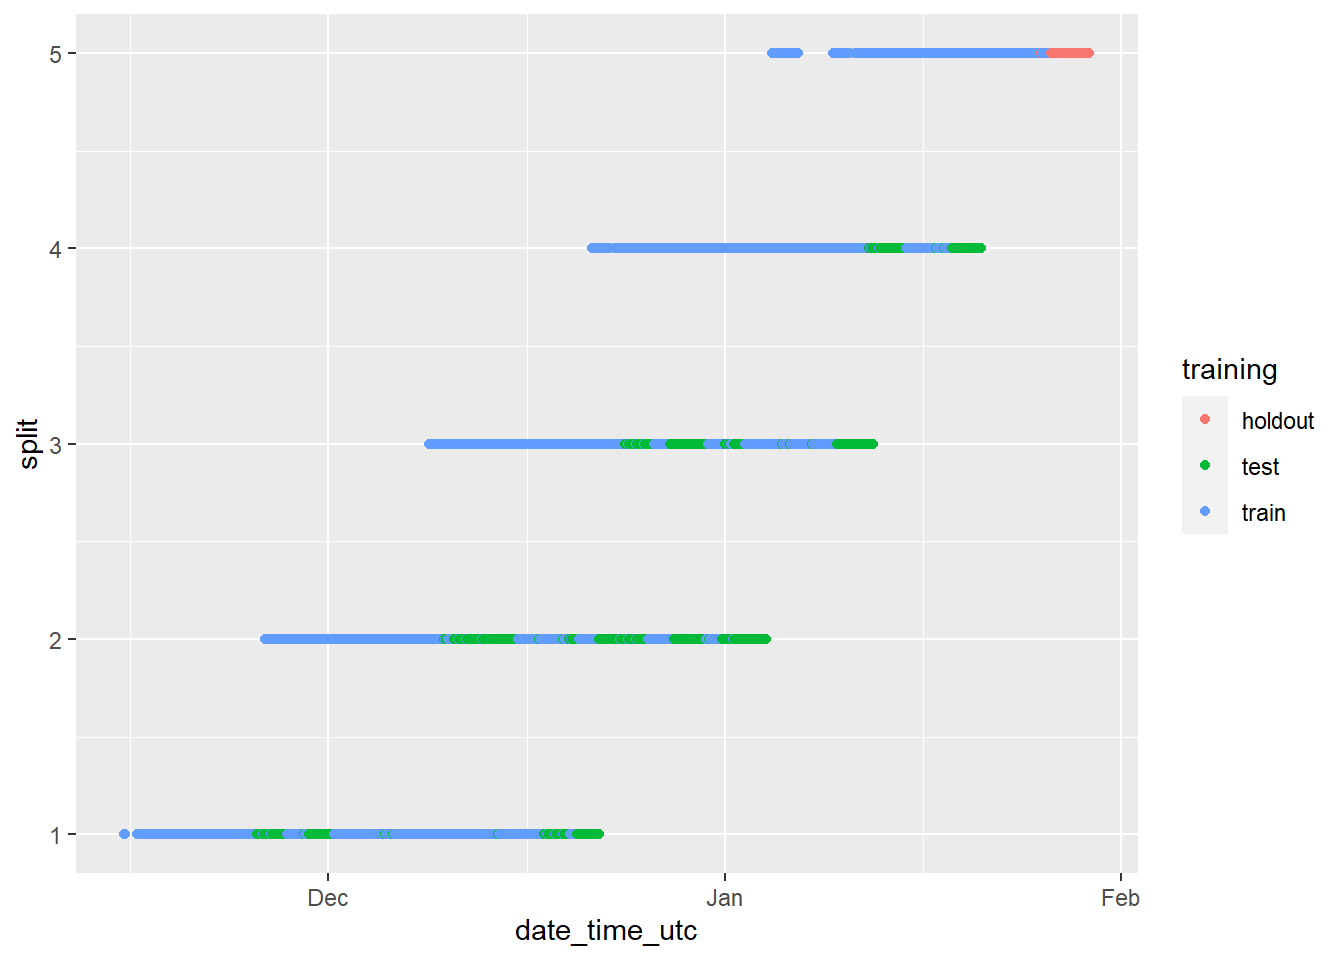 5
4
3
2
1
split
Dec
Jan
Feb
date_time_utc
training
holdout
test
train